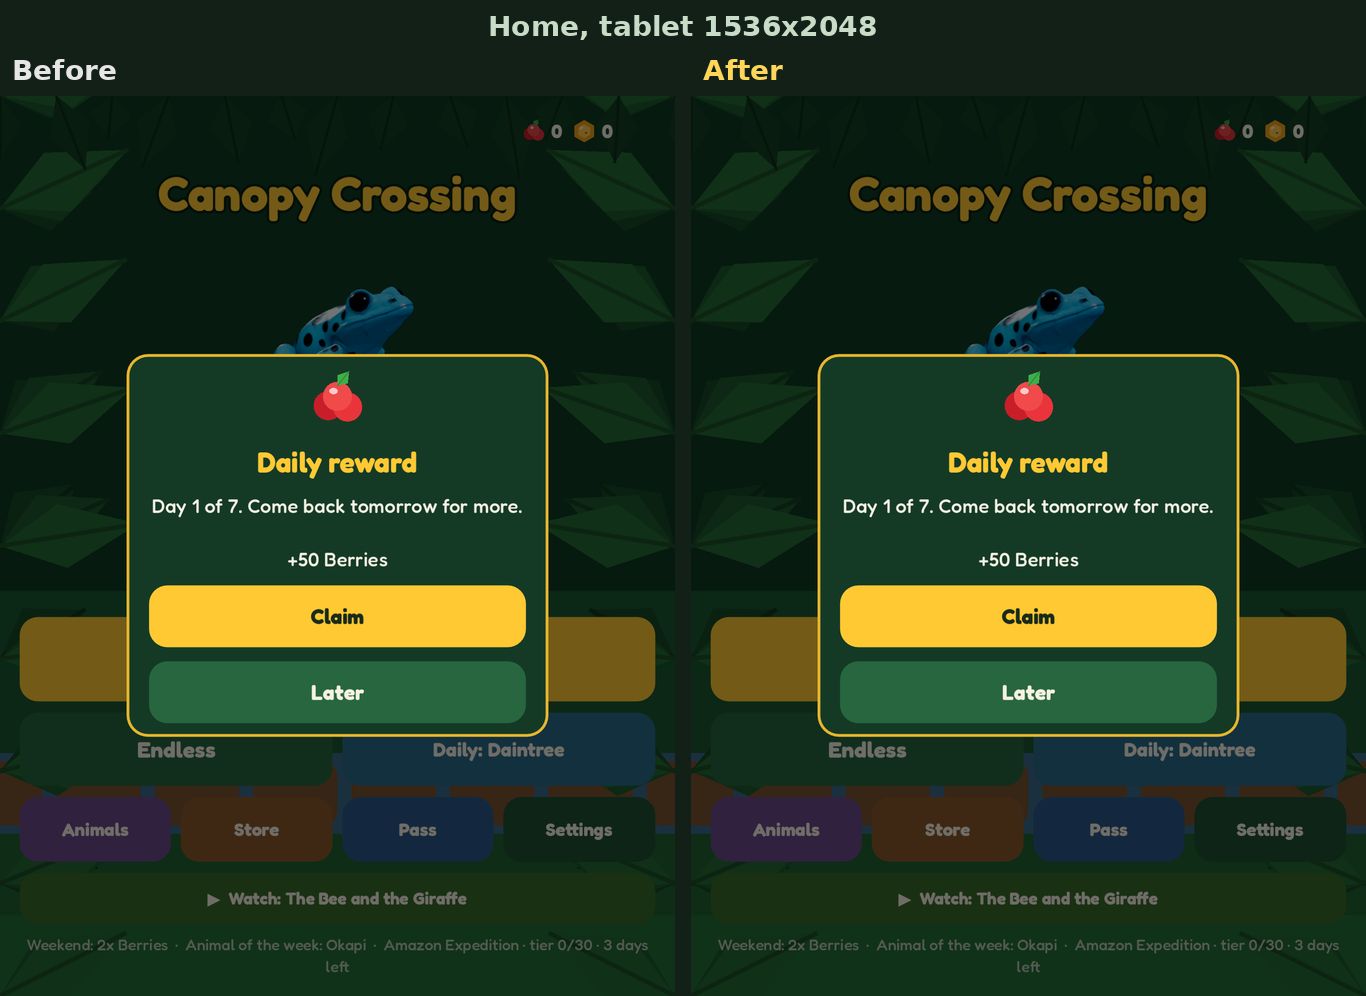 Home, tablet 1536x2048
Before
0 0
Canopy Crossing
Daily reward
Day 1 of 7. Come back tomorrow for more.
+50 Berries
Claim
Later
Endless
Daily: Daintree
Animals
Store
Pass
Settings
▶ Watch: The Bee and the Giraffe
Weekend: 2x Berries · Animal of the week: Okapi · Amazon Expedition · tier 0/30 · 3 days
left
After
0 0
Canopy Crossing
Daily reward
Day 1 of 7. Come back tomorrow for more.
+50 Berries
Claim
Later
Endless
Daily: Daintree
Animals
Store
Pass
Settings
▶ Watch: The Bee and the Giraffe
Weekend: 2x Berries · Animal of the week: Okapi · Amazon Expedition · tier 0/30 · 3 days
left